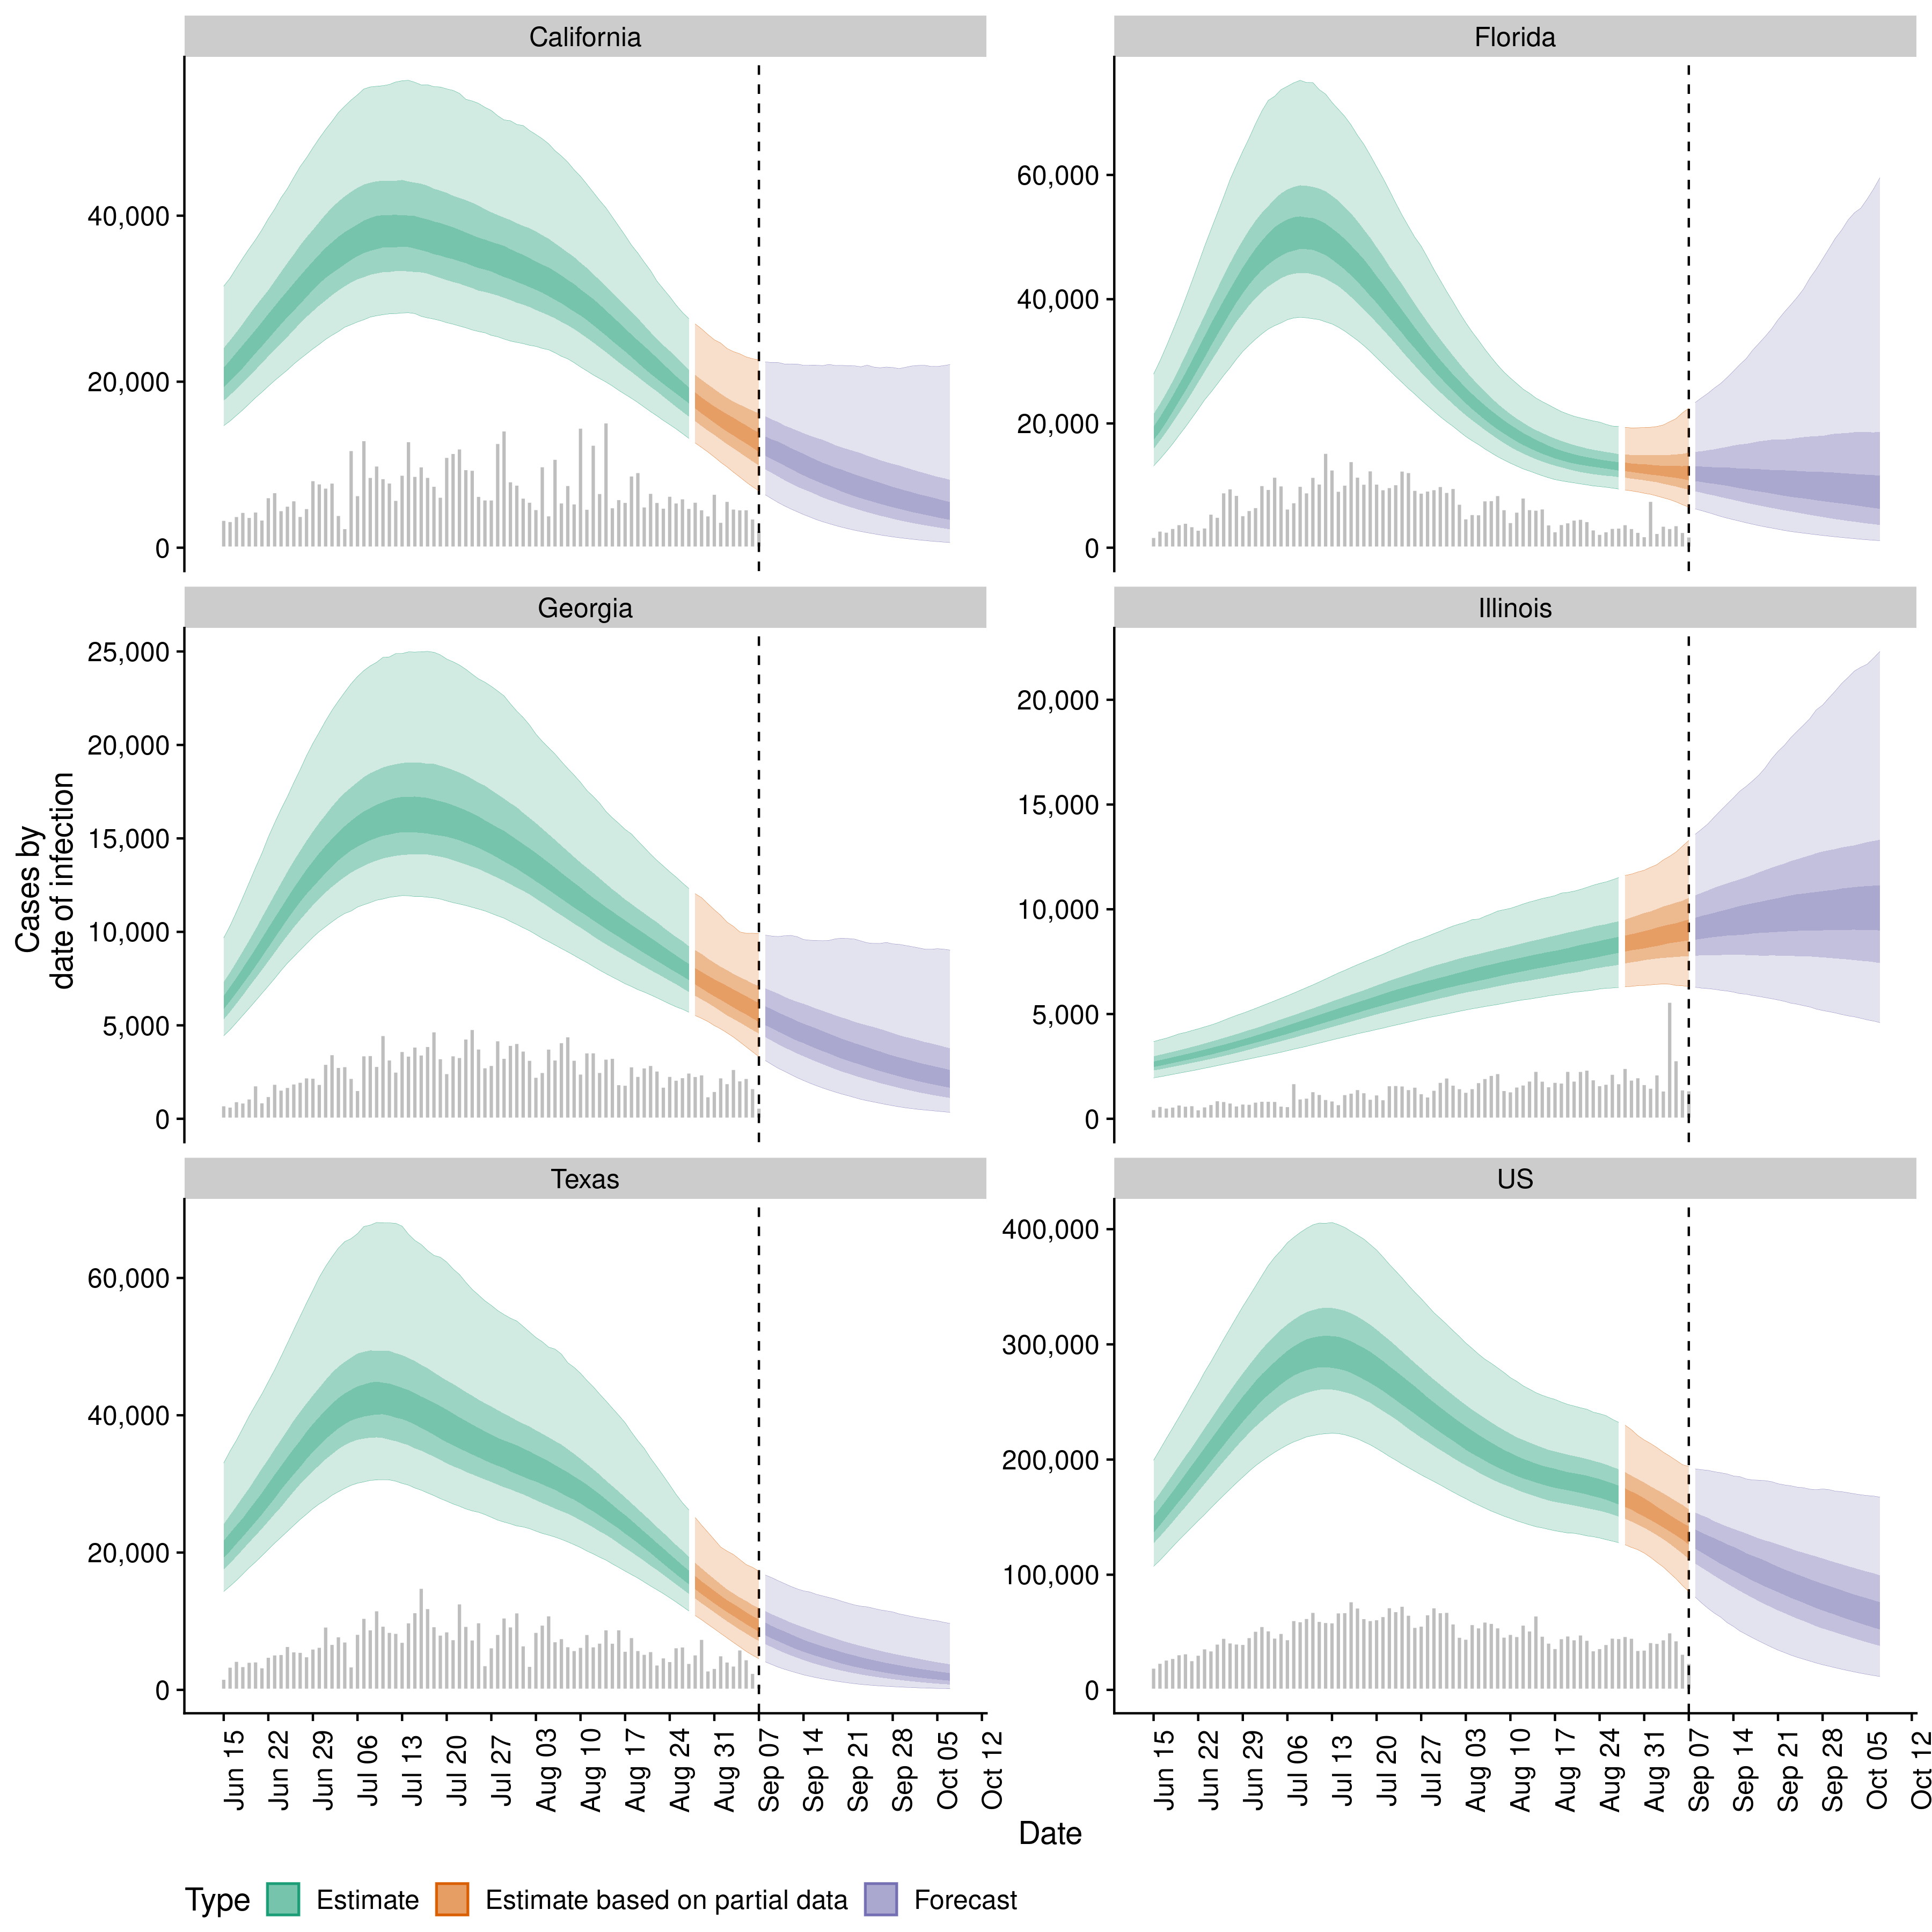 California
Florida
40,000
20,000
0
60,000
40,000
20,000
0
Georgia
Illinois
25,000
20,000
15,000
10,000
5,000
0
20,000
15,000
10,000
5,000
0
Texas
US
60,000
40,000
20,000
0
400,000
300,000
200,000
100,000
0
Cases by
date of infection
Jun 15
Jun 22
Jun 29
Jul 06
Jul 13
Jul 20
Jul 27
Aug 03
Aug 10
Aug 17
Aug 24
Aug 31
Sep 07
Sep 14
Sep 21
Sep 28
Oct 05
Oct 12
Jun 15
Jun 22
Jun 29
Jul 06
Jul 13
Jul 20
Jul 27
Aug 03
Aug 10
Aug 17
Aug 24
Aug 31
Sep 07
Sep 14
Sep 21
Sep 28
Oct 05
Oct 12
Date
Type Estimate Estimate based on partial data Forecast